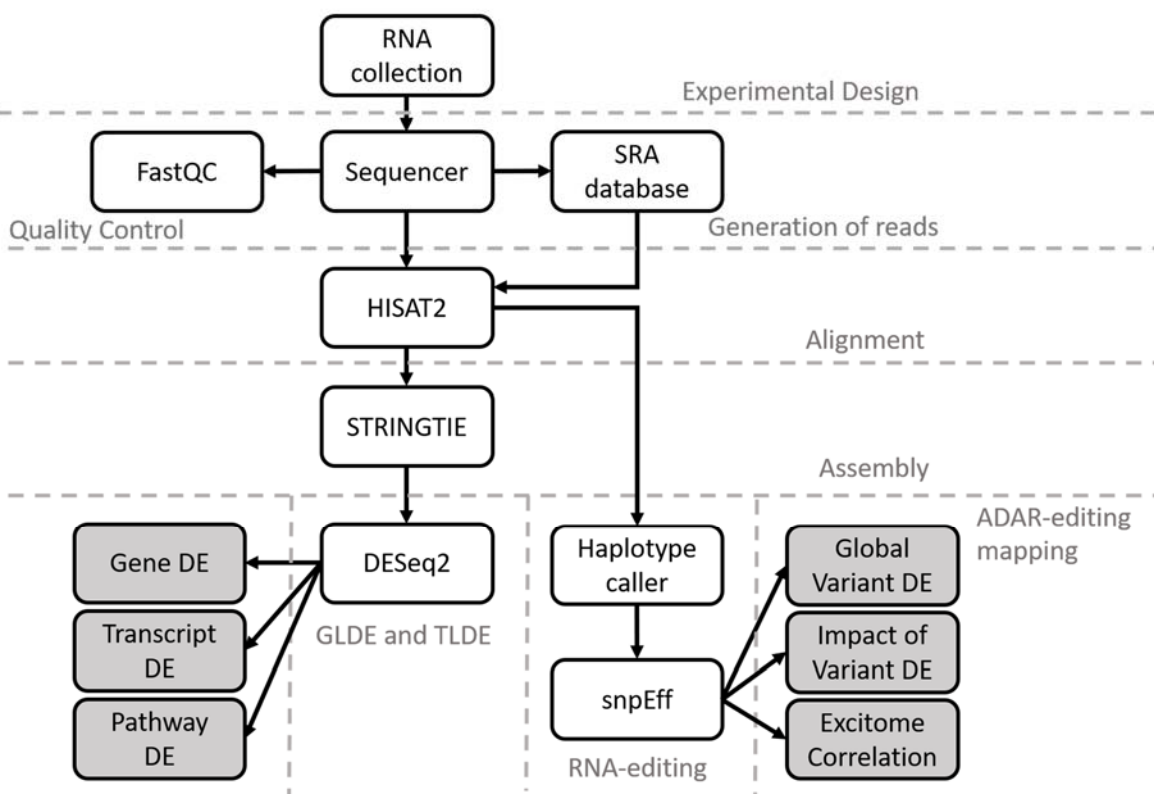 RNA
collection
Experimental Design
FastQC
Sequencer
SRA
database
Quality Control
Generation of reads
HISAT2
Alignment
STRINGTIE
Assembly
Gene DE
Transcript
DE
Pathway
DE
DESeq2
GLDE and TLDE
Haplotype
caller
snpEff
RNA-editing
ADAR-editing
mapping
Global
Variant DE
Impact of
Variant DE
Excitome
Correlation